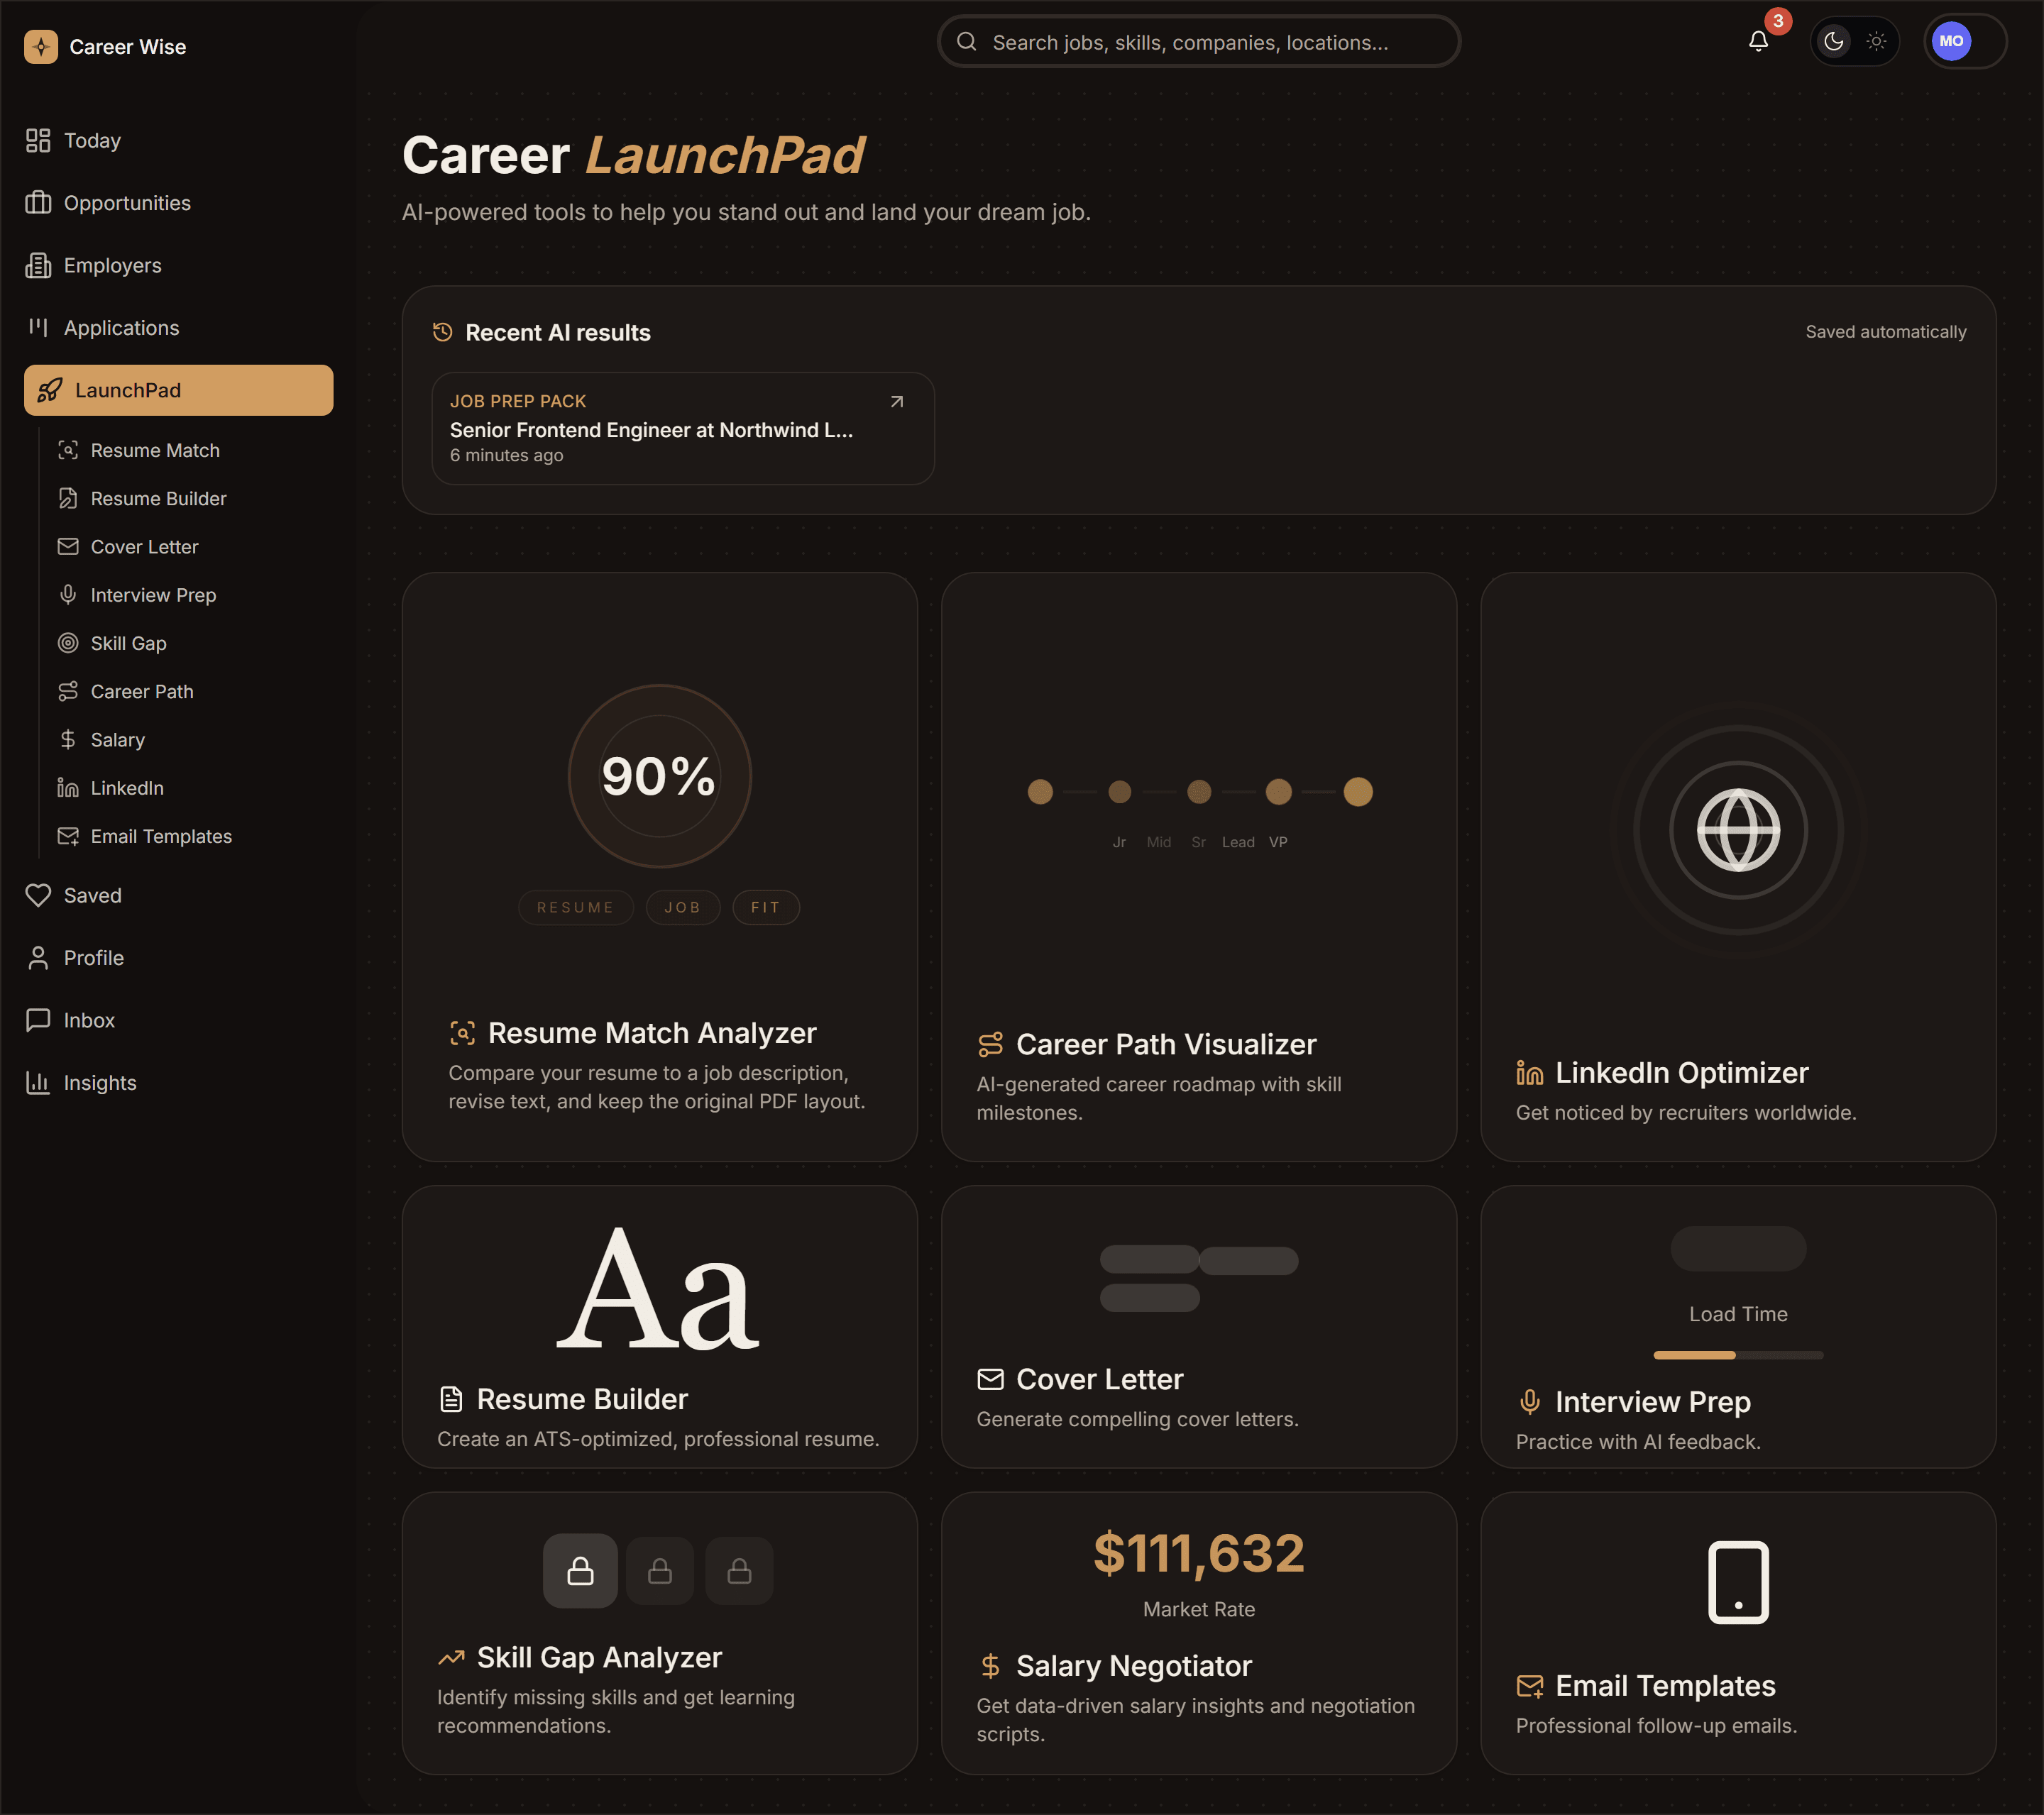 Career Wise
Search jobs, skills, companies, locations...
3
MO
Today
Opportunities
Employers
Applications
LaunchPad
Resume Match
Resume Builder
Cover Letter
Interview Prep
Skill Gap
Career Path
Salary
LinkedIn
Email Templates
Saved
Profile
Inbox
Insights
Career LaunchPad
AI-powered tools to help you stand out and land your dream job.
Recent AI results
Saved automatically
JOB PREP PACK
Senior Frontend Engineer at Northwind L...
6 minutes ago
90%
RESUME JOB FIT
Resume Match Analyzer
Compare your resume to a job description,
revise text, and keep the original PDF layout.
Jr Mid Sr Lead VP
Career Path Visualizer
AI-generated career roadmap with skill
milestones.
LinkedIn Optimizer
Get noticed by recruiters worldwide.
Aa
Resume Builder
Create an ATS-optimized, professional resume.
Cover Letter
Generate compelling cover letters.
Load Time
Interview Prep
Practice with AI feedback.
Skill Gap Analyzer
Identify missing skills and get learning
recommendations.
$111,632
Market Rate
Salary Negotiator
Get data-driven salary insights and negotiation
scripts.
Email Templates
Professional follow-up emails.